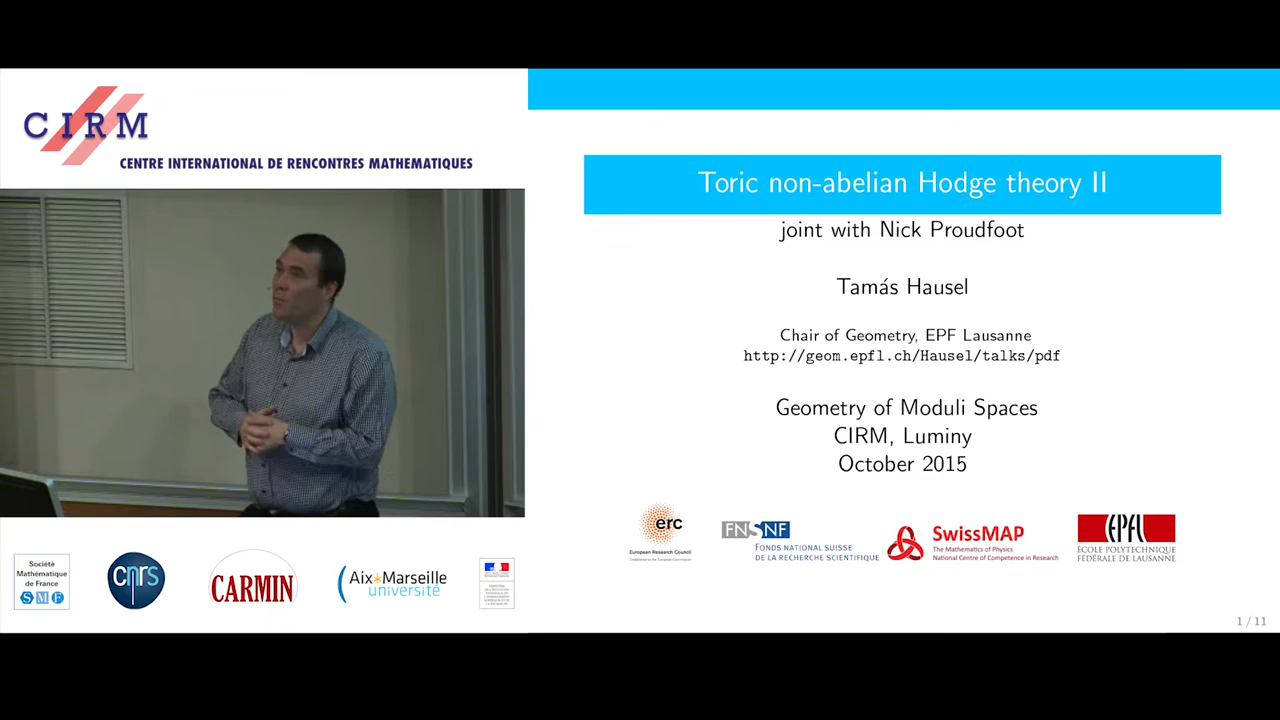 CIRM
CENTRE INTERNATIONAL DE RENCONTRES MATHEMATIQUES
Toric non-abelian Hodge theory II
joint with Nick Proudfoot
Tamás Hausel
Chair of Geometry, EPF Lausanne
http://geom.epfl.ch/Hausel/talks/pdf
Geometry of Moduli Spaces
CIRM, Luminy
October 2015
erc
European Research Council
FNSNF
FONDS NATIONAL SUISSE
DE LA RECHERCHE SCIENTIFIQUE
SwissMAP
The Mathematics of Physics
National Centre of Competence in Research
EPFL
ÉCOLE POLYTECHNIQUE
FÉDÉRALE DE LAUSANNE
Société
Mathématique
de France
SMF
cnrs
CARMIN
Aix*Marseille
université
1 / 11